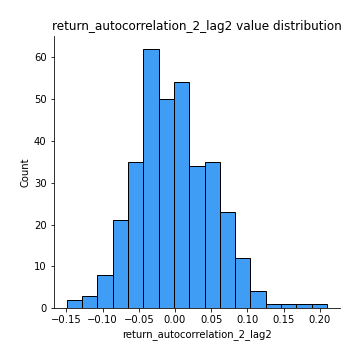 return_autocorrelation_2_lag2 value distribution
60
50
40
30
20
10
0
Count
−0.15 −0.10 −0.05 0.00 0.05 0.10 0.15 0.20
return_autocorrelation_2_lag2